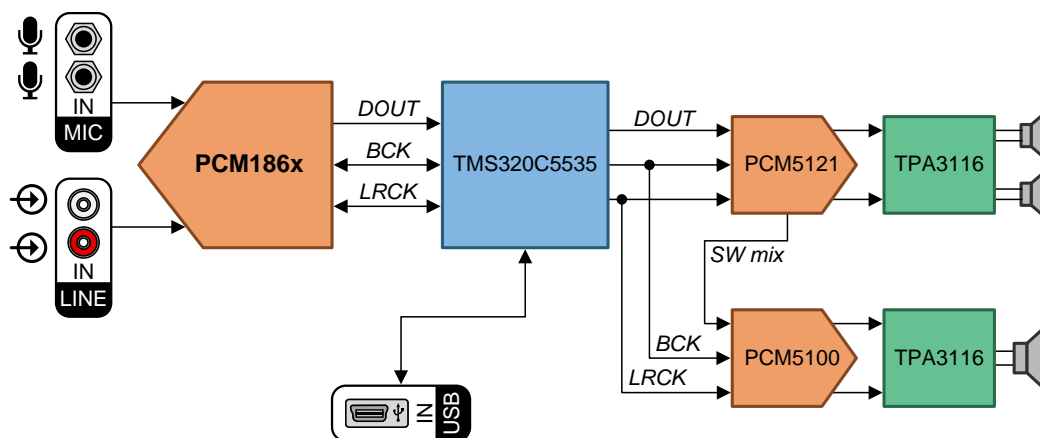 IN
MIC
IN
LINE
PCM186x
DOUT
BCK
LRCK
TMS320C5535
DOUT
PCM5121
TPA3116
SW mix
BCK
LRCK
PCM5100
TPA3116
IN
USB